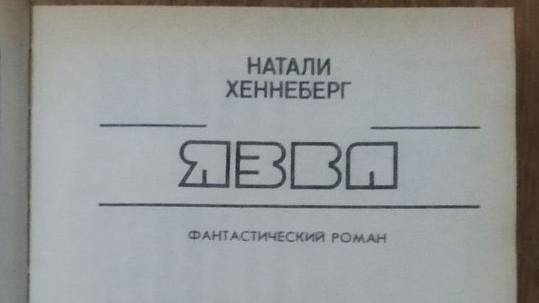 НАТАЛИ
ХЕННЕБЕРГ
ЯЗВА
ФАНТАСТИЧЕСКИЙ РОМАН